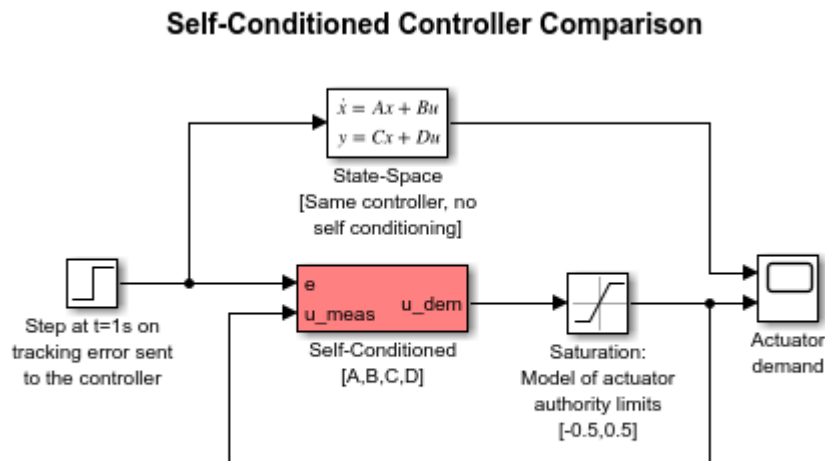 Self-Conditioned Controller Comparison
ẋ = Ax + Bu
y = Cx + Du
State-Space
[Same controller, no
self conditioning]
Step at t=1s on
tracking error sent
to the controller
e
u_meas
u_dem
Self-Conditioned
[A,B,C,D]
Saturation:
Model of actuator
authority limits
[-0.5,0.5]
Actuator
demand